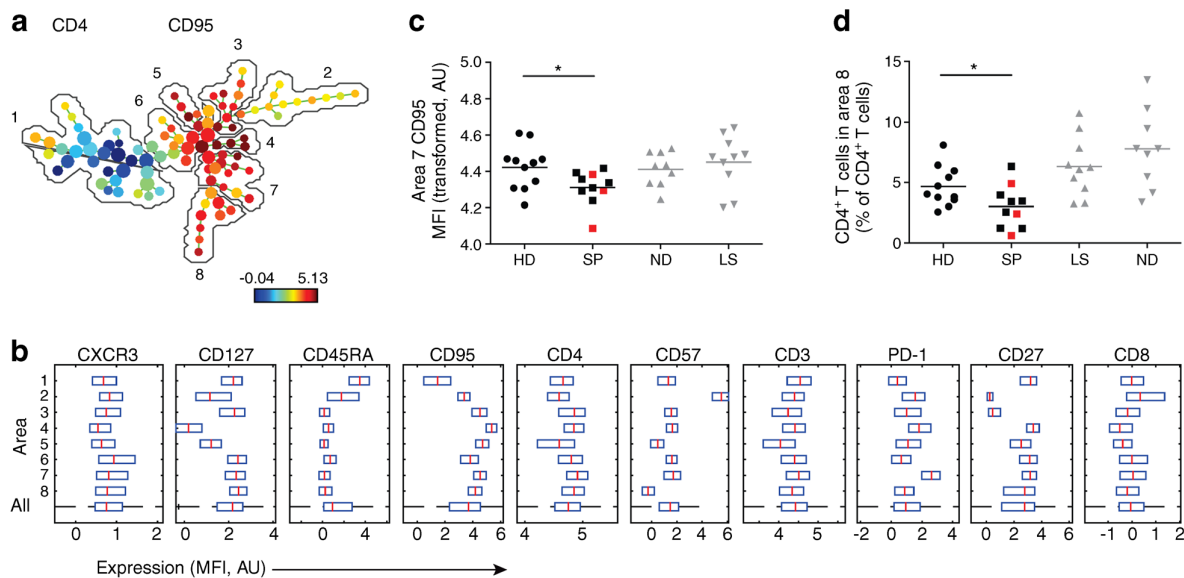 a
CD4 CD95
1
6
5
3
2
4
7
8
-0.04 5.13
c
Area 7 CD95
MFI (transformed, AU)
5.0
4.8
4.6
4.4
4.2
4.0
*
HD SP ND LS
d
CD4⁺ T cells in area 8
(% of CD4⁺ T cells)
15
10
5
0
*
HD SP LS ND
b
CXCR3 CD127 CD45RA CD95 CD4 CD57 CD3 PD-1 CD27 CD8
Area
1
2
3
4
5
6
7
8
All
0 1 2 0 2 4 0 2 4 0 2 4 6 4 5 0 2 4 6 4 5 -2 0 2 4 0 2 4 6 -1 0 1 2
Expression (MFI, AU)